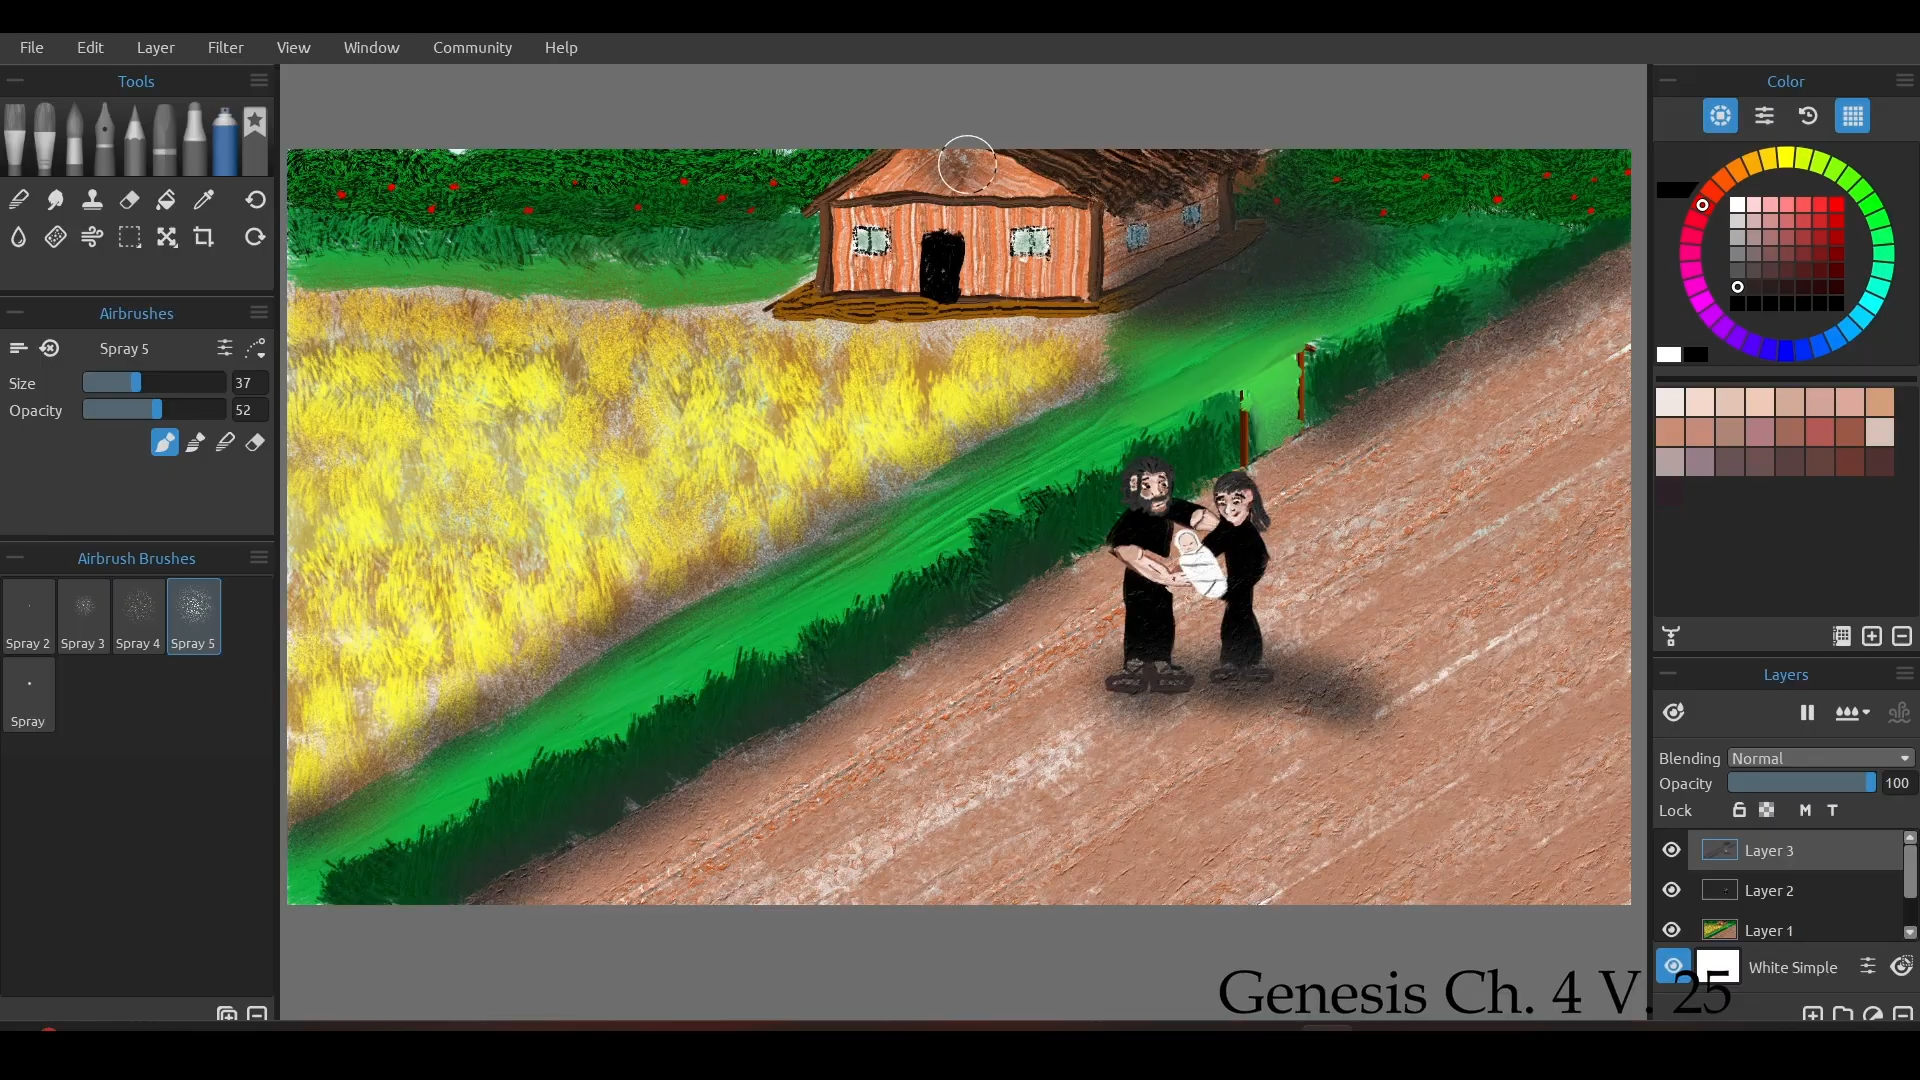 File Edit Layer Filter View Window Community Help
Tools
Airbrushes
Spray 5
Size 37
Opacity 52
Airbrush Brushes
Spray 2 Spray 3 Spray 4 Spray 5
Spray
Color
Layers
Blending Normal
Opacity 100
Lock M T
Layer 3
Layer 2
Layer 1
White Simple
Genesis Ch. 4 V. 25